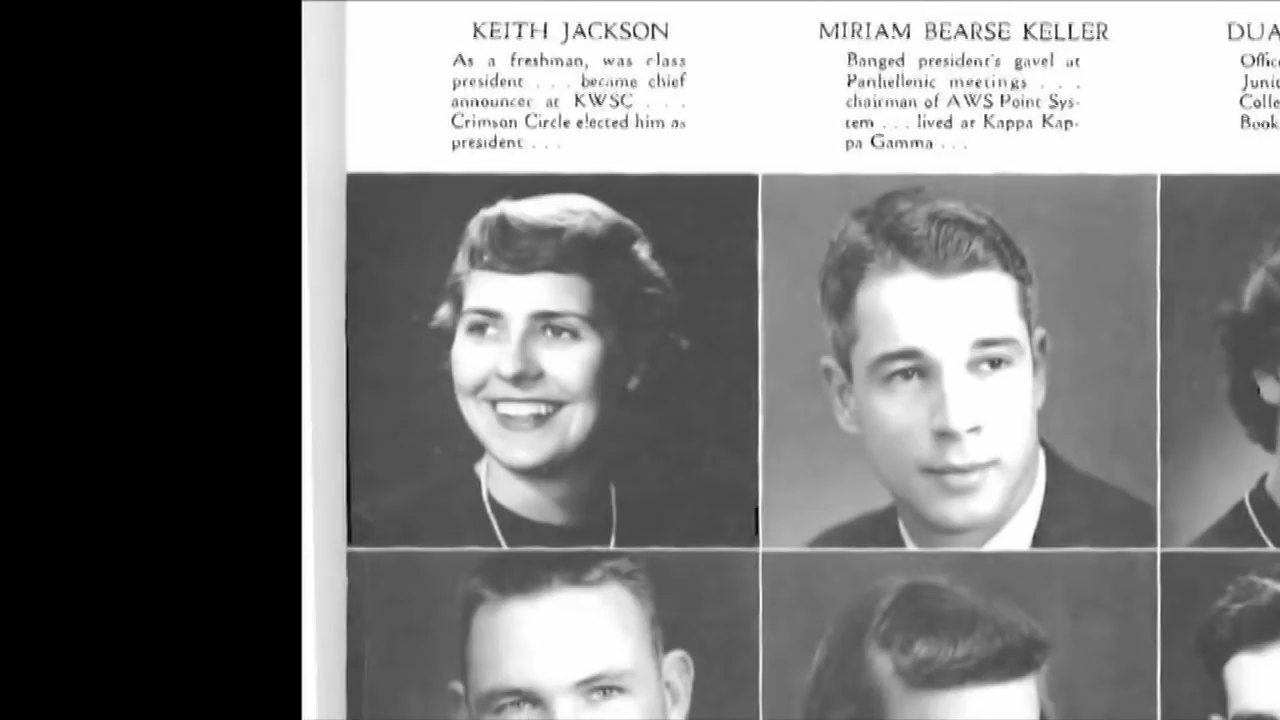 KEITH JACKSON
As a freshman, was class
president . . . became chief
announcer at KWSC . . .
Crimson Circle elected him as
president . . .
MIRIAM BEARSE KELLER
Banged president's gavel at
Panhellenic meetings . . .
chairman of AWS Point Sys-
tem . . . lived at Kappa Kap-
pa Gamma . . .
DUA
Offic
Junio
Colle
Book